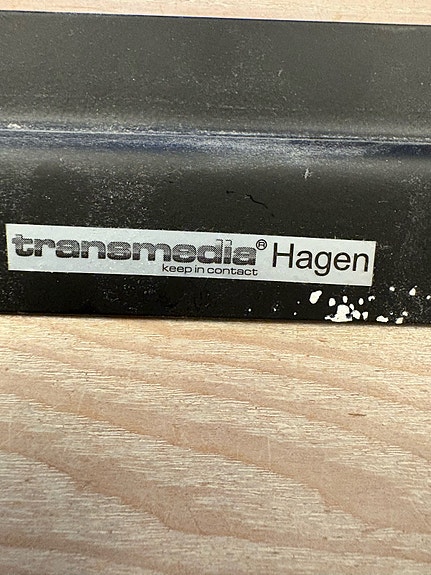 transmedia® Hagen
keep in contact